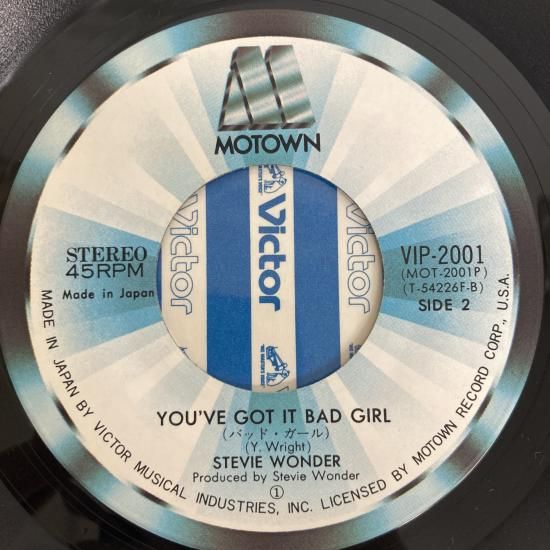 MOTOWN
Victor
Victor
Victor
STEREO
45RPM
Made in Japan
VIP-2001
(MOT-2001P)
(T-54226F-B)
SIDE 2
YOU'VE GOT IT BAD GIRL
(バッド・ガール)
(Y. Wright)
STEVIE WONDER
Produced by Stevie Wonder
①
MADE IN JAPAN BY VICTOR MUSICAL INDUSTRIES, INC. LICENSED BY MOTOWN RECORD CORP., U.S.A.